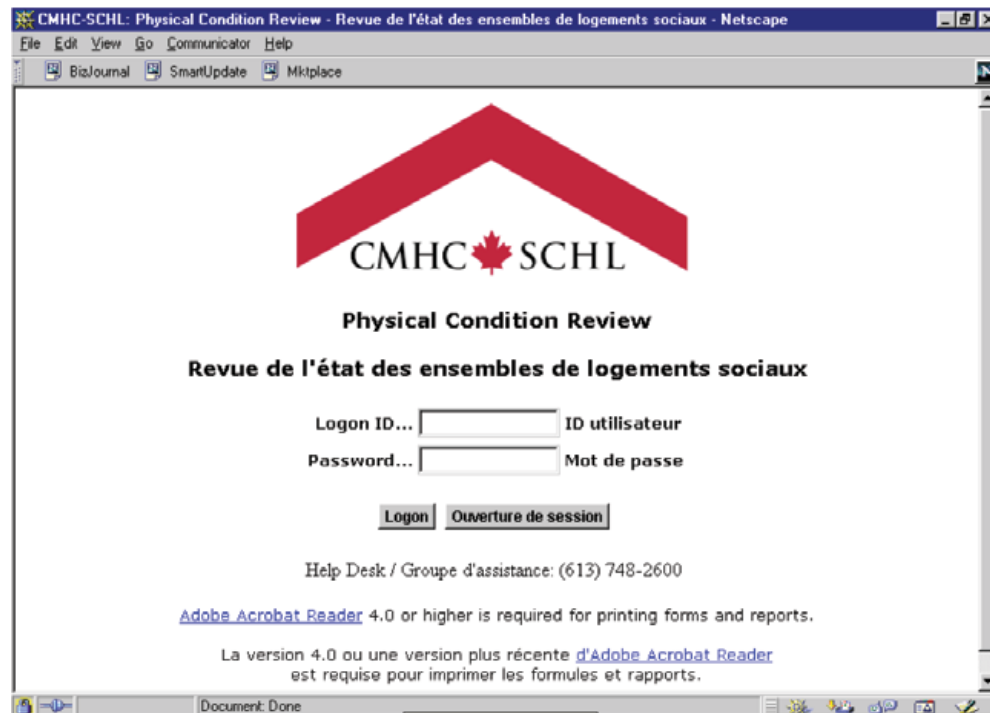 CMHC-SCHL: Physical Condition Review - Revue de l'état des ensembles de logements sociaux - Netscape
File Edit View Go Communicator Help
BizJournal SmartUpdate Mktplace
CMHC SCHL
Physical Condition Review
Revue de l'état des ensembles de logements sociaux
Logon ID... ID utilisateur
Password... Mot de passe
Logon Ouverture de session
Help Desk / Groupe d'assistance: (613) 748-2600
Adobe Acrobat Reader 4.0 or higher is required for printing forms and reports.
La version 4.0 ou une version plus récente d'Adobe Acrobat Reader
est requise pour imprimer les formules et rapports.
Document: Done